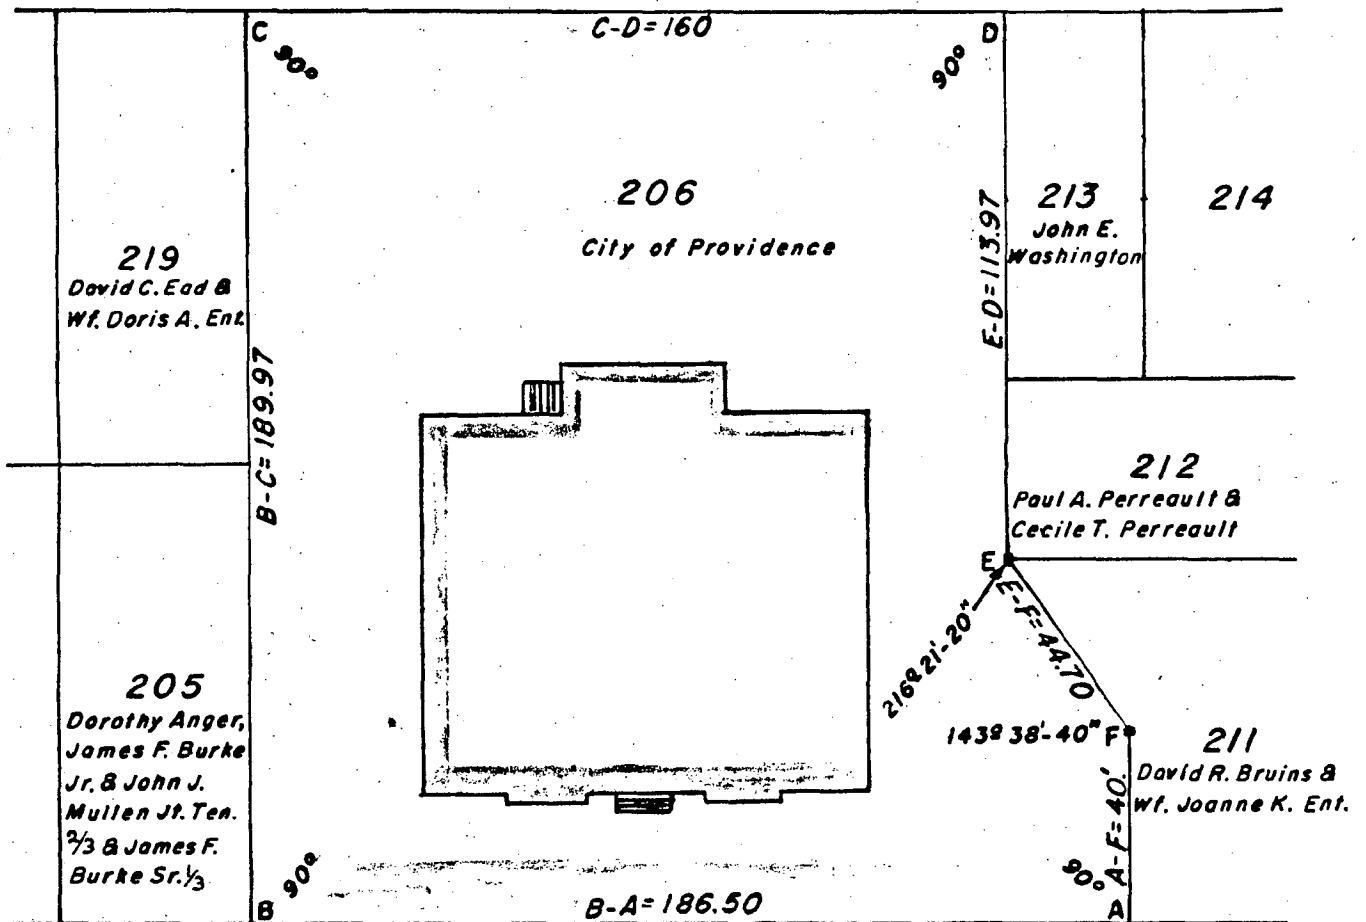 C
90°
C-D=160
D
90°
206
City of Providence
219
David C. Ead &
Wf. Doris A. Ent.
B-C=189.97
E-D=113.97
213
John E.
Washington
214
212
Paul A. Perreault &
Cecile T. Perreault
E
E-F=44.70
216° 21'-20"
143° 38'-40"
F
A-F=40.'
211
David R. Bruins &
Wf. Joanne K. Ent.
205
Dorothy Anger,
James F. Burke
Jr. & John J.
Mullen Jt. Ten.
2/3 & James F.
Burke Sr. 1/3
90°
B
B-A=186.50
90°
A